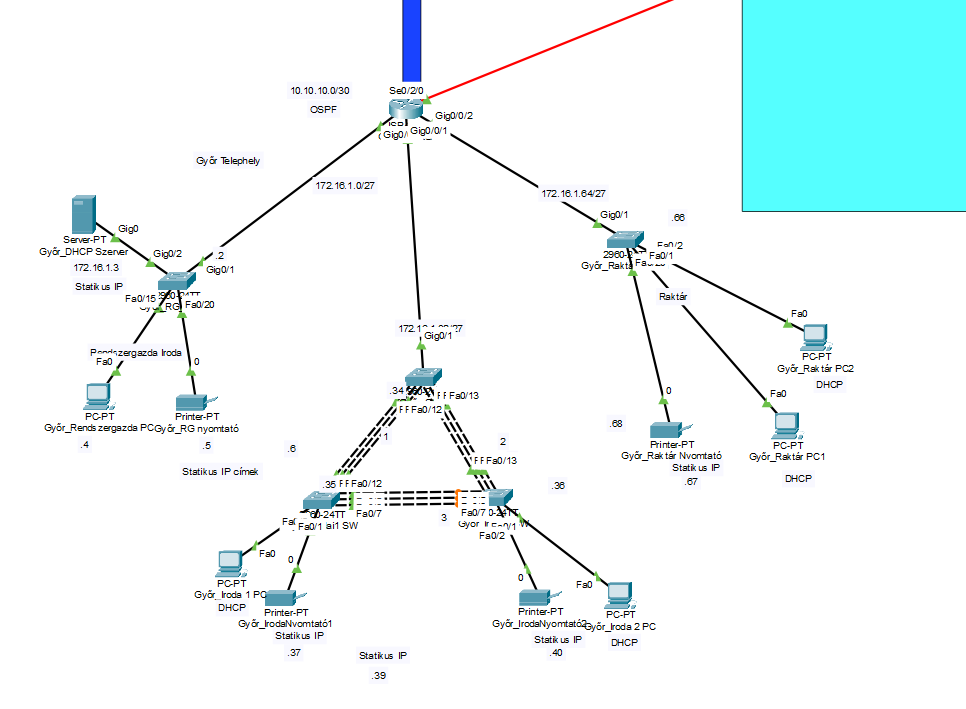 10.10.10.0/30
Se0/2/0
OSPF
Gig0/0/2
Gig0/0/1
Győr Telephely
172.16.1.0/27
172.16.1.64/27
Gig0/1
.66
Server-PT
Győr_DHCP Szerver
Gig0
172.16.1.3
Statikus IP
Gig0/2
.2
Gig0/1
Fa0/15
Fa0/20
Fa0/2
Fa0/1
Raktár
Rendszergazda Iroda
Fa0
0
PC-PT
Győr_Rendszergazda PC
.4
Printer-PT
Győr_RG nyomtató
.5
Statikus IP címek
.6
Gig0/1
.34
Fa0/13
Fa0/12
1
2
Fa0
PC-PT
Győr_Raktár PC2
DHCP
0
Fa0
.68
Printer-PT
Győr_Raktár Nyomtató
Statikus IP
.67
PC-PT
Győr_Raktár PC1
DHCP
Fa0/13
.35
Fa0/12
.36
Fa0/7
3
Fa0/7
Fa0/1
Fa0/2
Fa0
0
PC-PT
Győr_Iroda 1 PC
DHCP
Printer-PT
Győr_IrodaNyomtató1
Statikus IP
.37
0
Fa0
Printer-PT
Győr_IrodaNyomtató2
Statikus IP
.40
PC-PT
Győr_Iroda 2 PC
DHCP
Statikus IP
.39